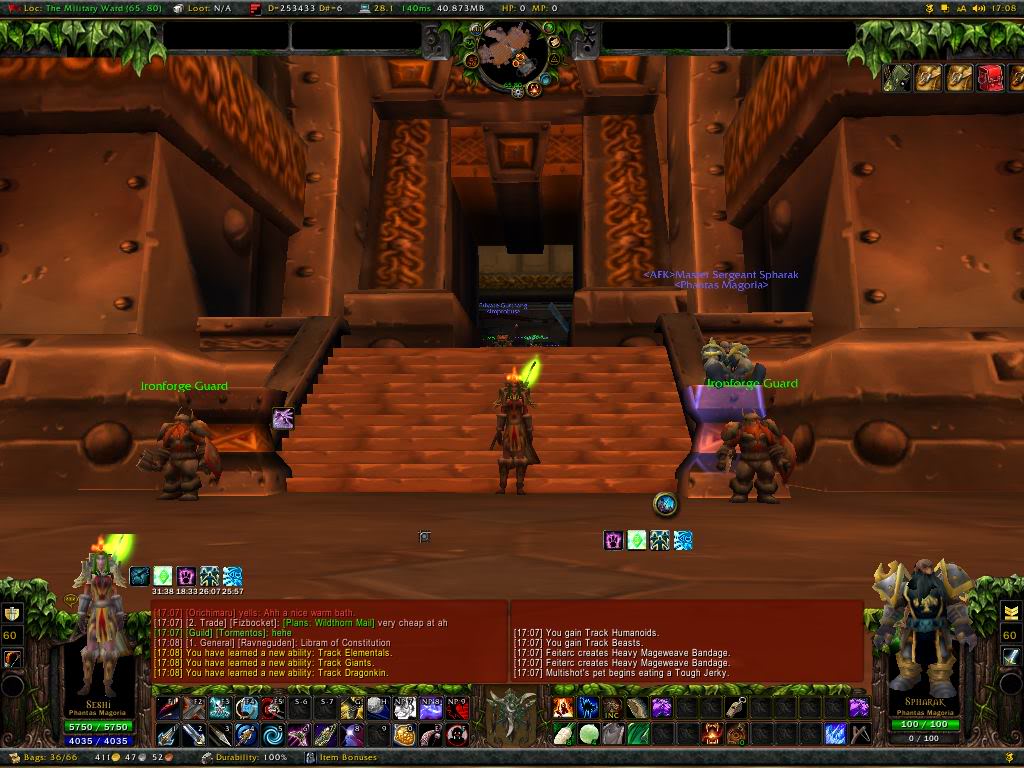 Loc: The Military Ward (65, 80)
Loot: N/A
D=253433 D#=6
28.1
140ms
40.873MB
HP: 0 MP: 0
17:08
<AFK>Master Sergeant Spharak
<Phantas Magoria>
Ironforge Guard
Ironforge Guard
31:38 18:33 26:07 25:57
[17:07] [Orichimaru] yells: Ahh a nice warm bath.
[17:07] [2. Trade] [Fizbocket]: [Plans: Wildthorn Mail] very cheap at ah
[17:07] [Guild] [Tormentos]: hehe
[17:08] [1. General] [Ravneguden]: Libram of Constitution
[17:08] You have learned a new ability: Track Elementals.
[17:08] You have learned a new ability: Track Giants.
[17:08] You have learned a new ability: Track Dragonkin.
[17:07] You gain Track Humanoids.
[17:07] You gain Track Beasts.
[17:07] Feiterc creates Heavy Mageweave Bandage.
[17:07] Feiterc creates Heavy Mageweave Bandage.
[17:07] Multishot's pet begins eating a Tough Jerky.
60
60
Seshi
Phantas Magoria
5750 / 5750
4035 / 4035
Spharak
Phantas Magoria
100 / 100
0 / 100
Bags: 36/66
411 47 52
Durability: 100%
Item Bonuses